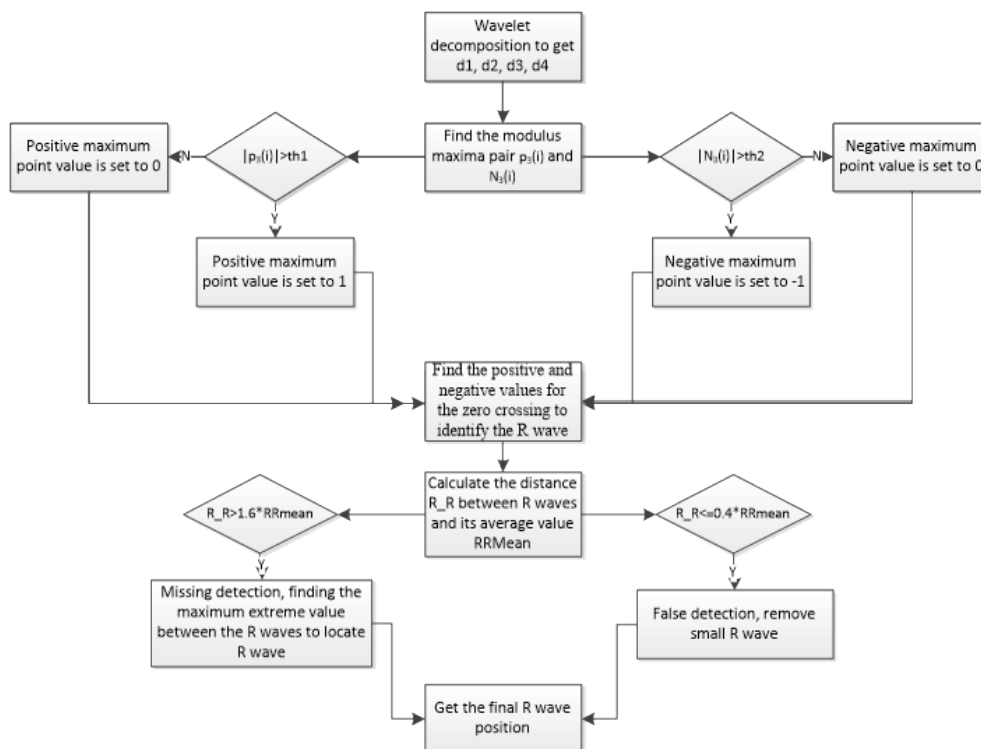 Wavelet
decomposition to get
d1, d2, d3, d4
Positive maximum
point value is set to 0
N
|p₃(i)|>th1
Find the modulus
maxima pair p₃(i) and
N₃(i)
|N₃(i)|>th2
N
Negative maximum
point value is set to 0
Y
Y
Positive maximum
point value is set to 1
Negative maximum
point value is set to -1
Find the positive and
negative values for
the zero crossing to
identify the R wave
R_R>1.6*RRmean
Calculate the distance
R_R between R waves
and its average value
RRMean
R_R<=0.4*RRmean
Y
Y
Missing detection, finding the
maximum extreme value
between the R waves to locate
R wave
False detection, remove
small R wave
Get the final R wave
position